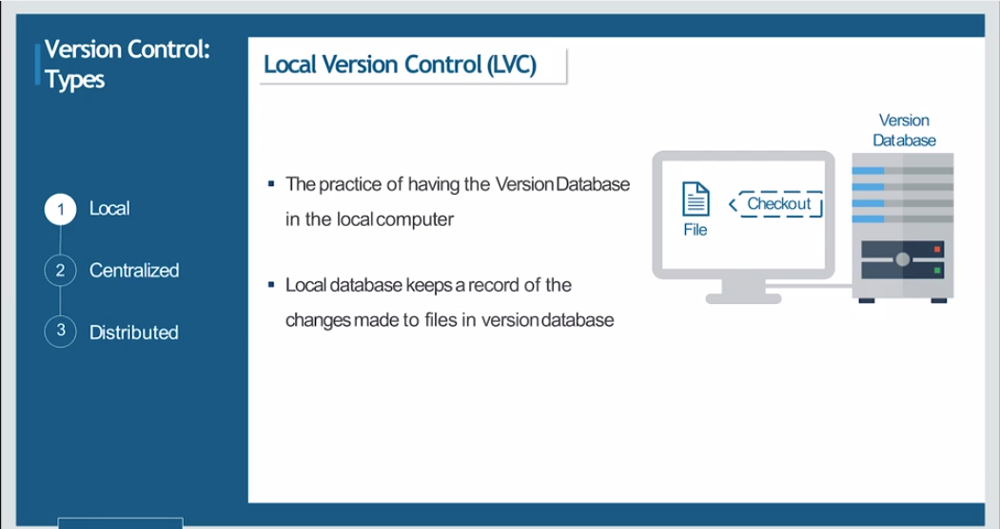 Version Control:
Types
Local Version Control (LVC)
1 Local
2 Centralized
3 Distributed
▪ The practice of having the Version Database
in the local computer
▪ Local database keeps a record of the
changes made to files in version database
Version
Database
File
Checkout